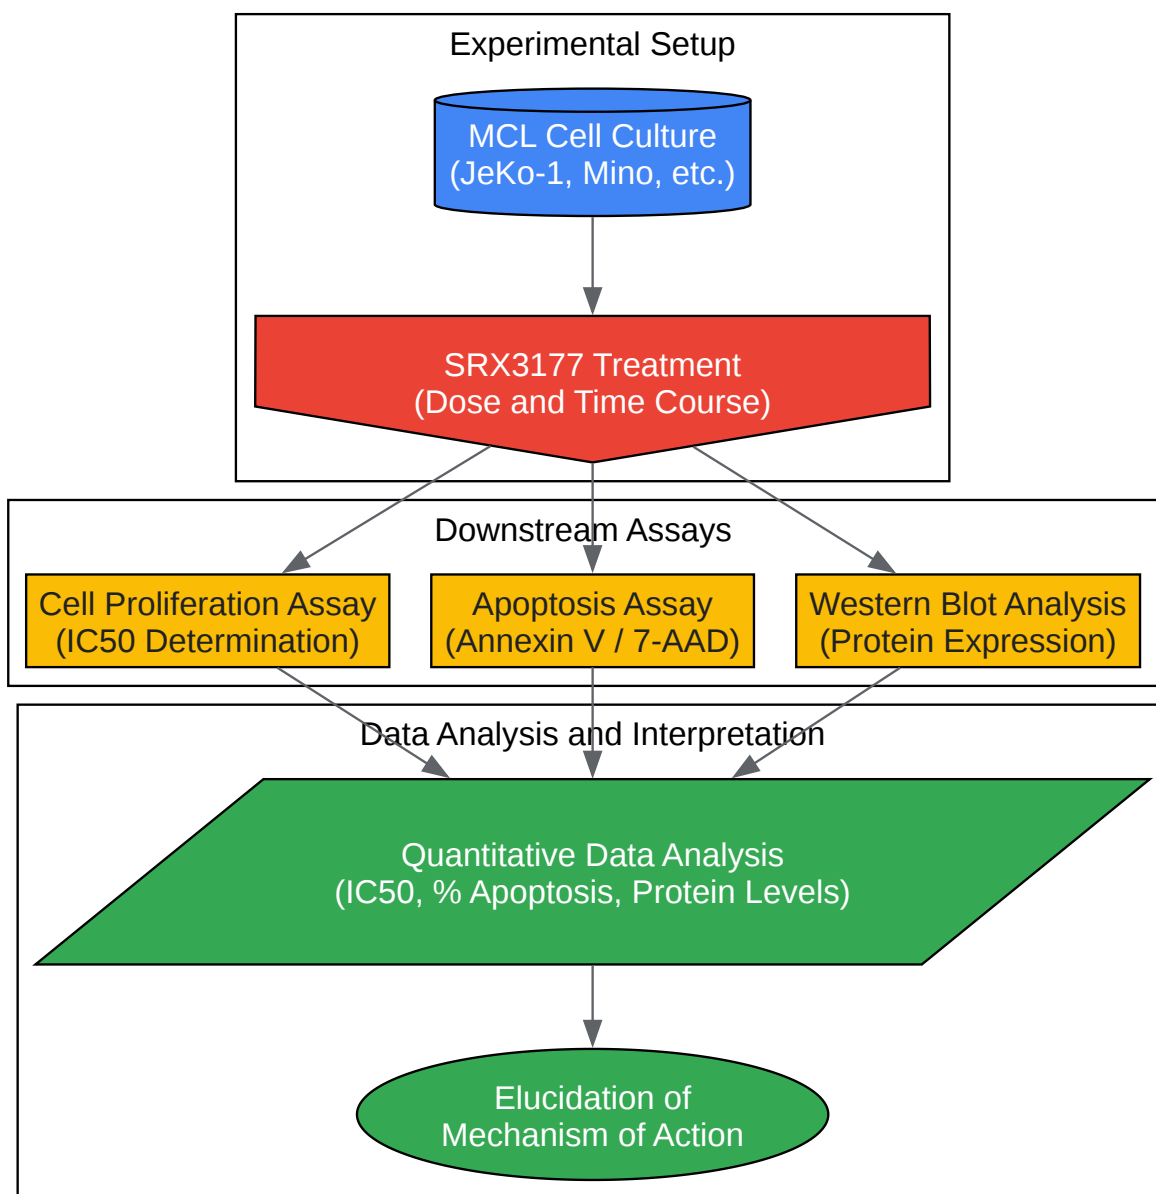 Experimental Setup
MCL Cell Culture
(JeKo-1, Mino, etc.)
SRX3177 Treatment
(Dose and Time Course)
Downstream Assays
Cell Proliferation Assay
(IC50 Determination)
Apoptosis Assay
(Annexin V / 7-AAD)
Western Blot Analysis
(Protein Expression)
Data Analysis and Interpretation
Quantitative Data Analysis
(IC50, % Apoptosis, Protein Levels)
Elucidation of
Mechanism of Action